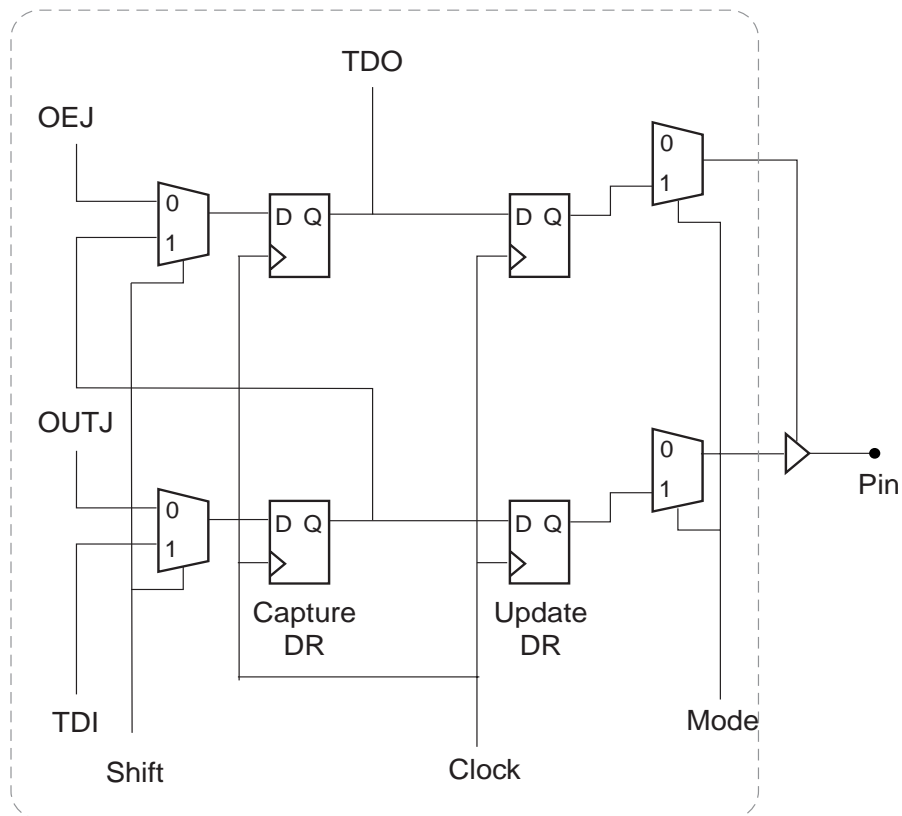 TDO
OEJ
0
1
D Q
D Q
0
1
OUTJ
0
1
D Q
D Q
0
1
Pin
Capture
DR
Update
DR
TDI
Shift
Clock
Mode